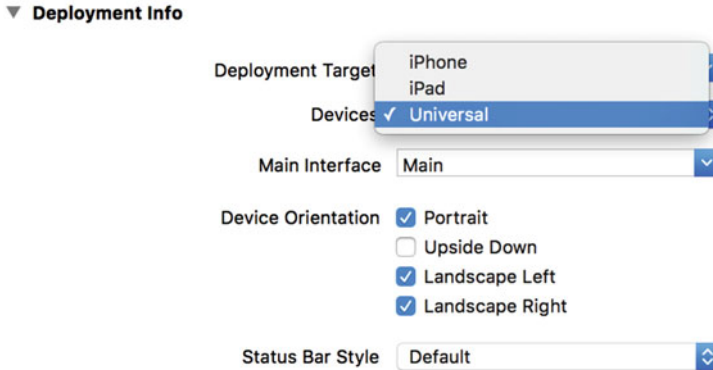 Deployment Info
Deployment Target
iPhone
iPad
Devices ✓ Universal
Main Interface Main
Device Orientation Portrait
Upside Down
Landscape Left
Landscape Right
Status Bar Style Default